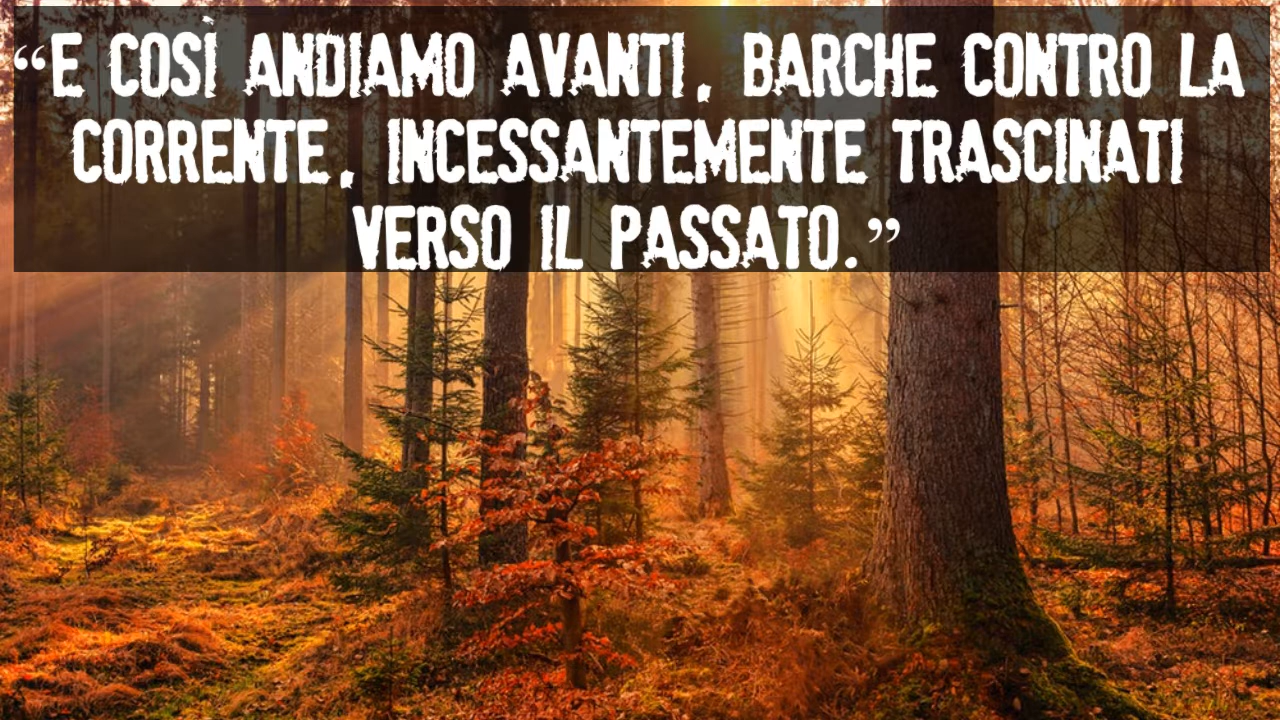 “E COSÌ ANDIAMO AVANTI, BARCHE CONTRO LA
CORRENTE, INCESSANTEMENTE TRASCINATI
VERSO IL PASSATO.”